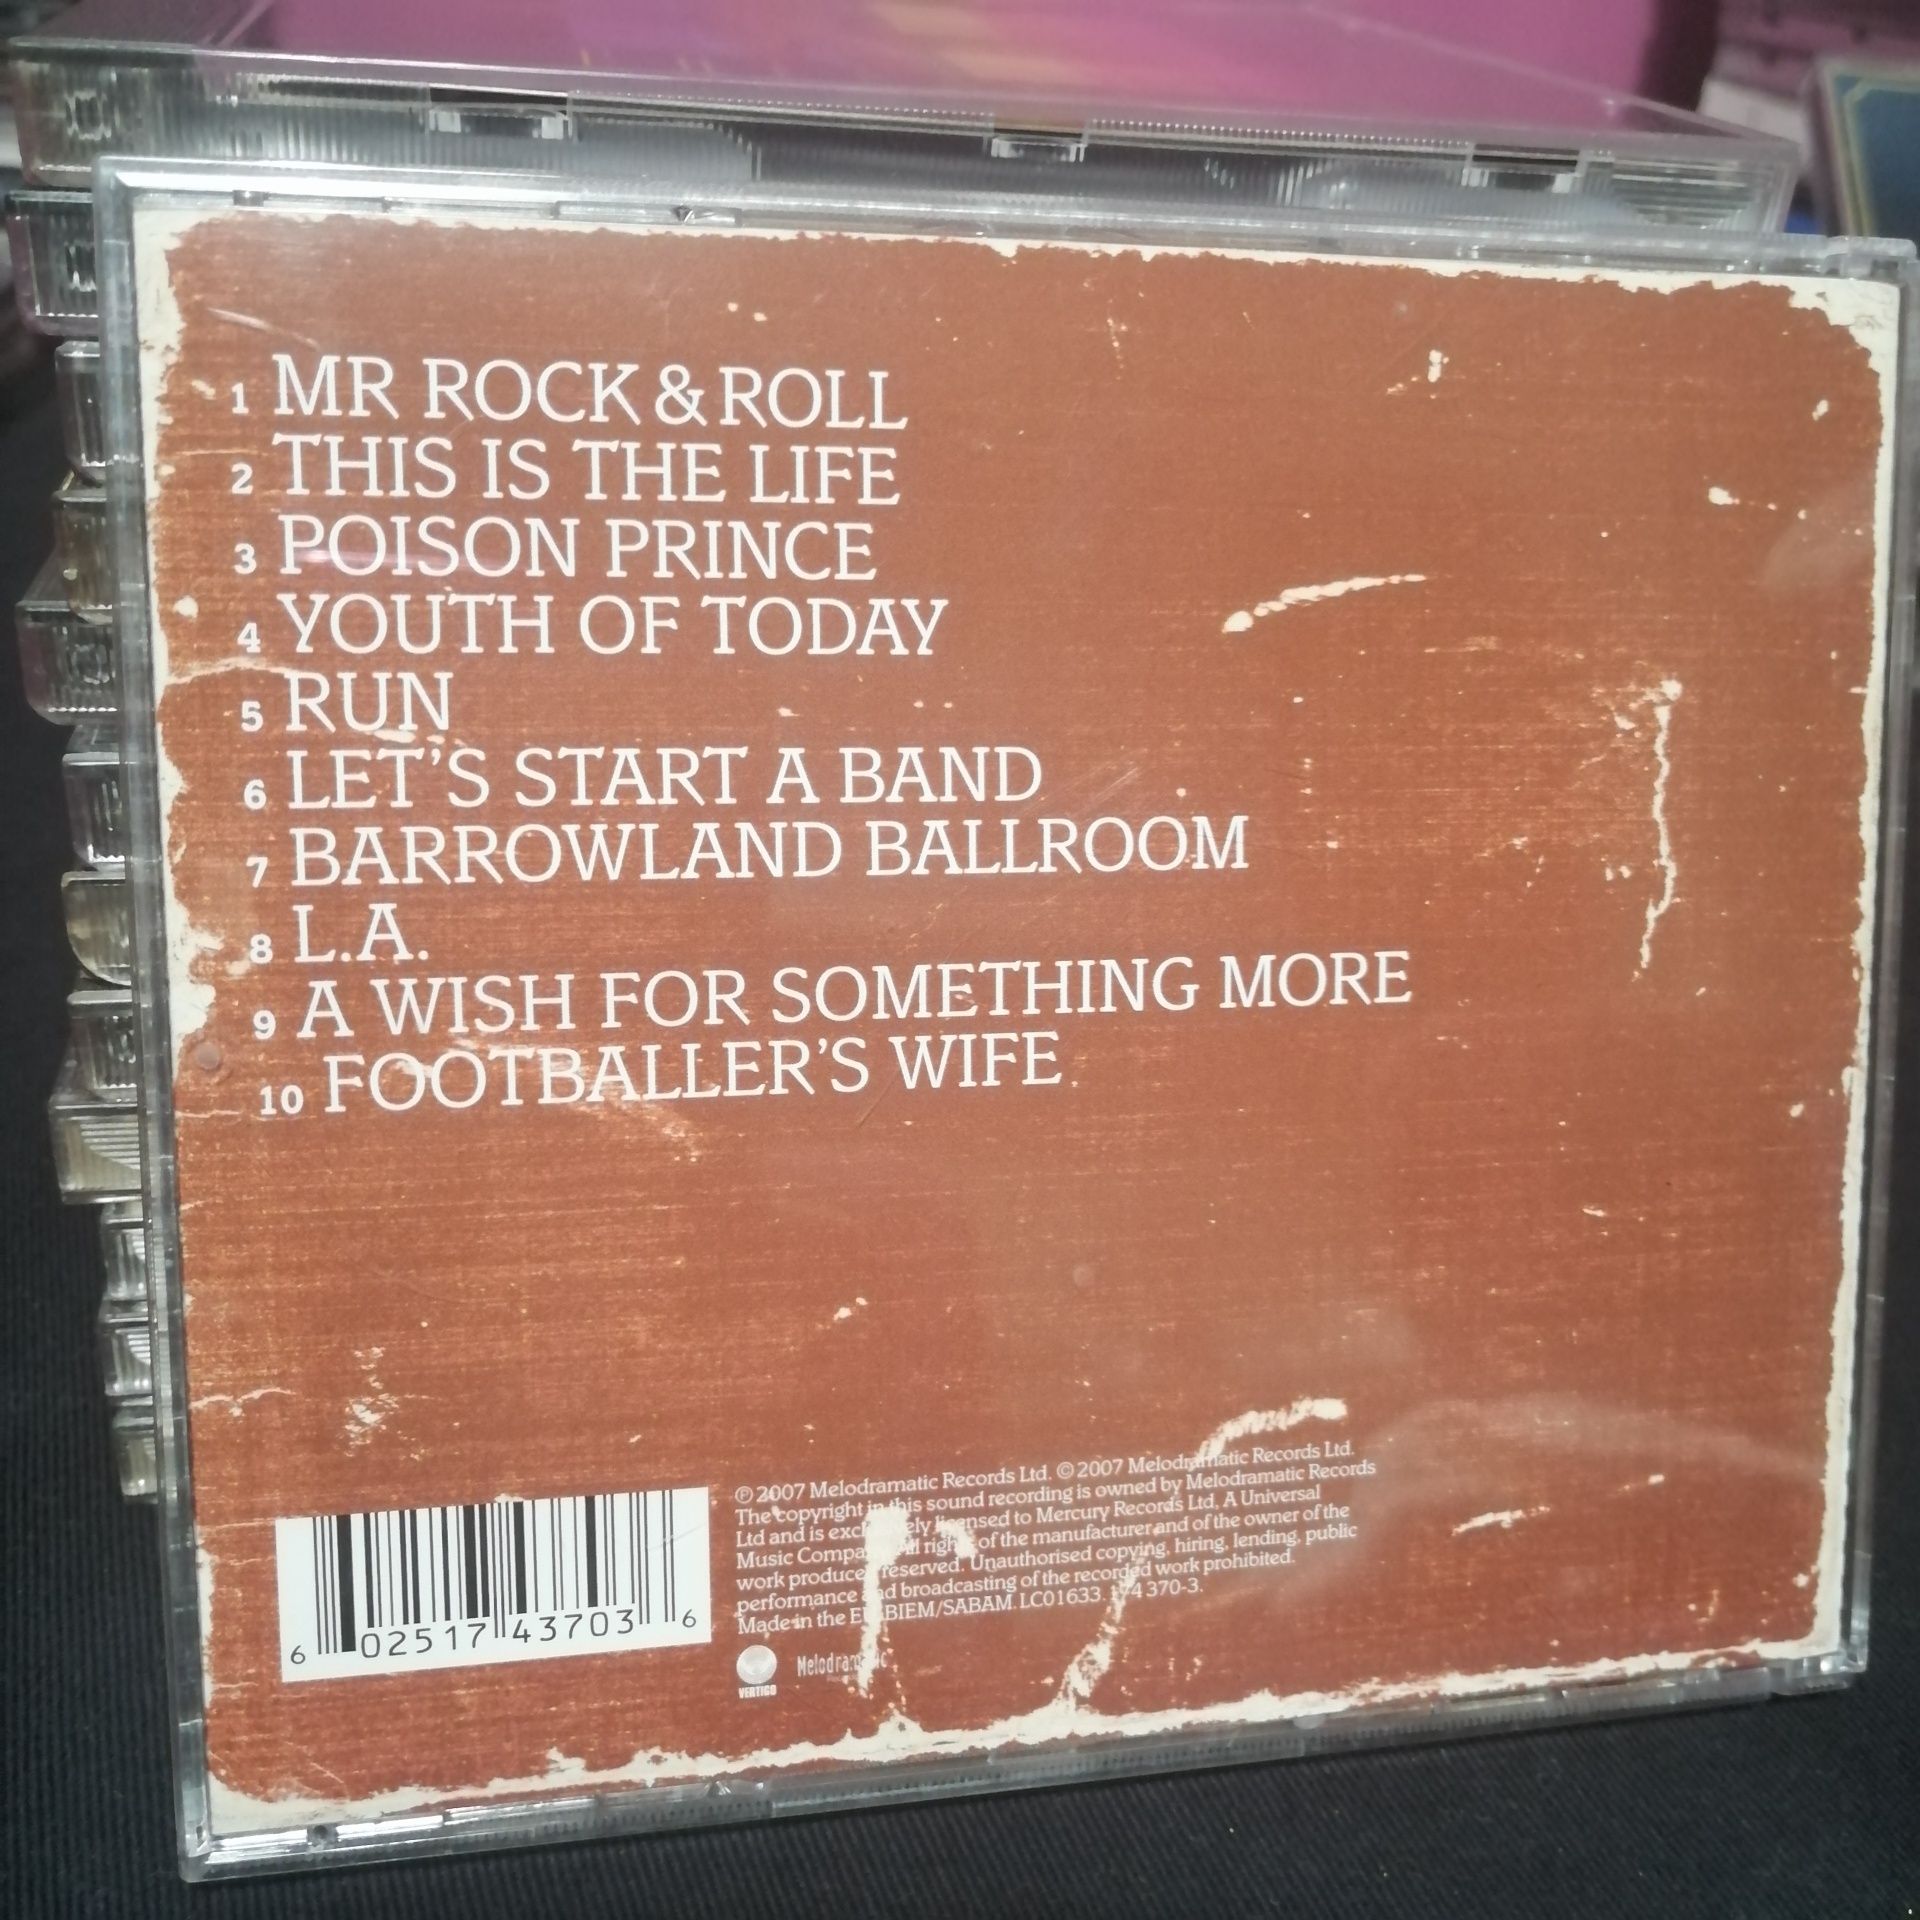 1 MR ROCK & ROLL
2 THIS IS THE LIFE
3 POISON PRINCE
4 YOUTH OF TODAY
5 RUN
6 LET'S START A BAND
7 BARROWLAND BALLROOM
8 L.A.
9 A WISH FOR SOMETHING MORE
10 FOOTBALLER'S WIFE
6 02517 43703 6
℗ 2007 Melodramatic Records Ltd. © 2007 Melodramatic Records Ltd.
The copyright in this sound recording is owned by Melodramatic Records
Ltd and is exclusively licensed to Mercury Records Ltd, A Universal
Music Company. All rights of the manufacturer and of the owner of the
work produced reserved. Unauthorised copying, hiring, lending, public
performance and broadcasting of the recorded work prohibited.
Made in the EU. BIEM/SABAM. LC01633. 174 370-3.
VERTIGO
Melodramatic